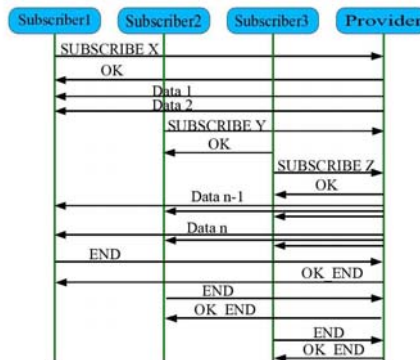 Subscriber1 Subscriber2 Subscriber3 Provider
SUBSCRIBE X
OK
Data 1
Data 2
SUBSCRIBE Y
OK
SUBSCRIBE Z
OK
Data n-1
Data n
END
OK_END
END
OK_END
END
OK_END